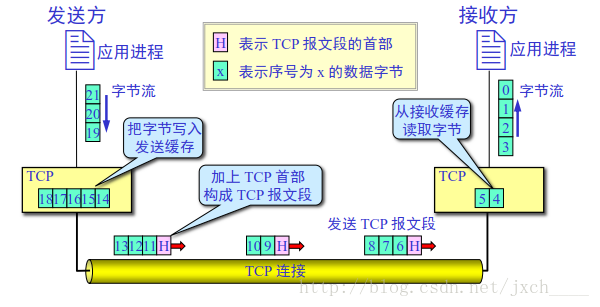 发送方
接收方
应用进程
H 表示 TCP 报文段的首部
x 表示序号为 x 的数据字节
应用进程
21
20
19
字节流
把字节写入
发送缓存
从接收缓存
读取字节
0
1
2
3
字节流
TCP
18 17 16 15 14
加上 TCP 首部
构成 TCP 报文段
TCP
5 4
发送 TCP 报文段
13 12 11 H
10 9 H
8 7 6 H
TCP 连接
http://blog.csdn.net/jxch____